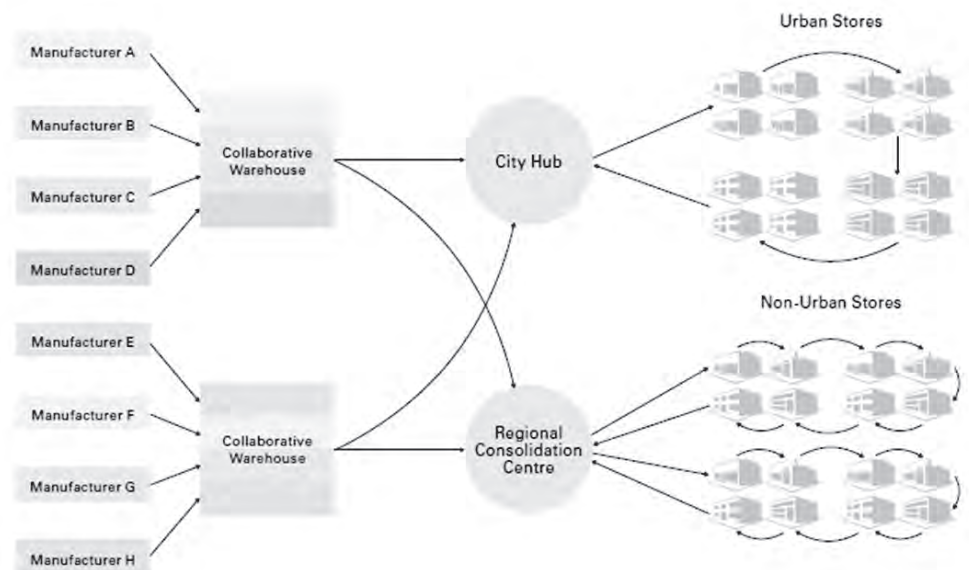 Urban Stores
Manufacturer A
Manufacturer B
Collaborative
Warehouse
City Hub
Manufacturer C
Manufacturer D
Non-Urban Stores
Manufacturer E
Manufacturer F
Collaborative
Warehouse
Regional
Consolidation
Centre
Manufacturer G
Manufacturer H